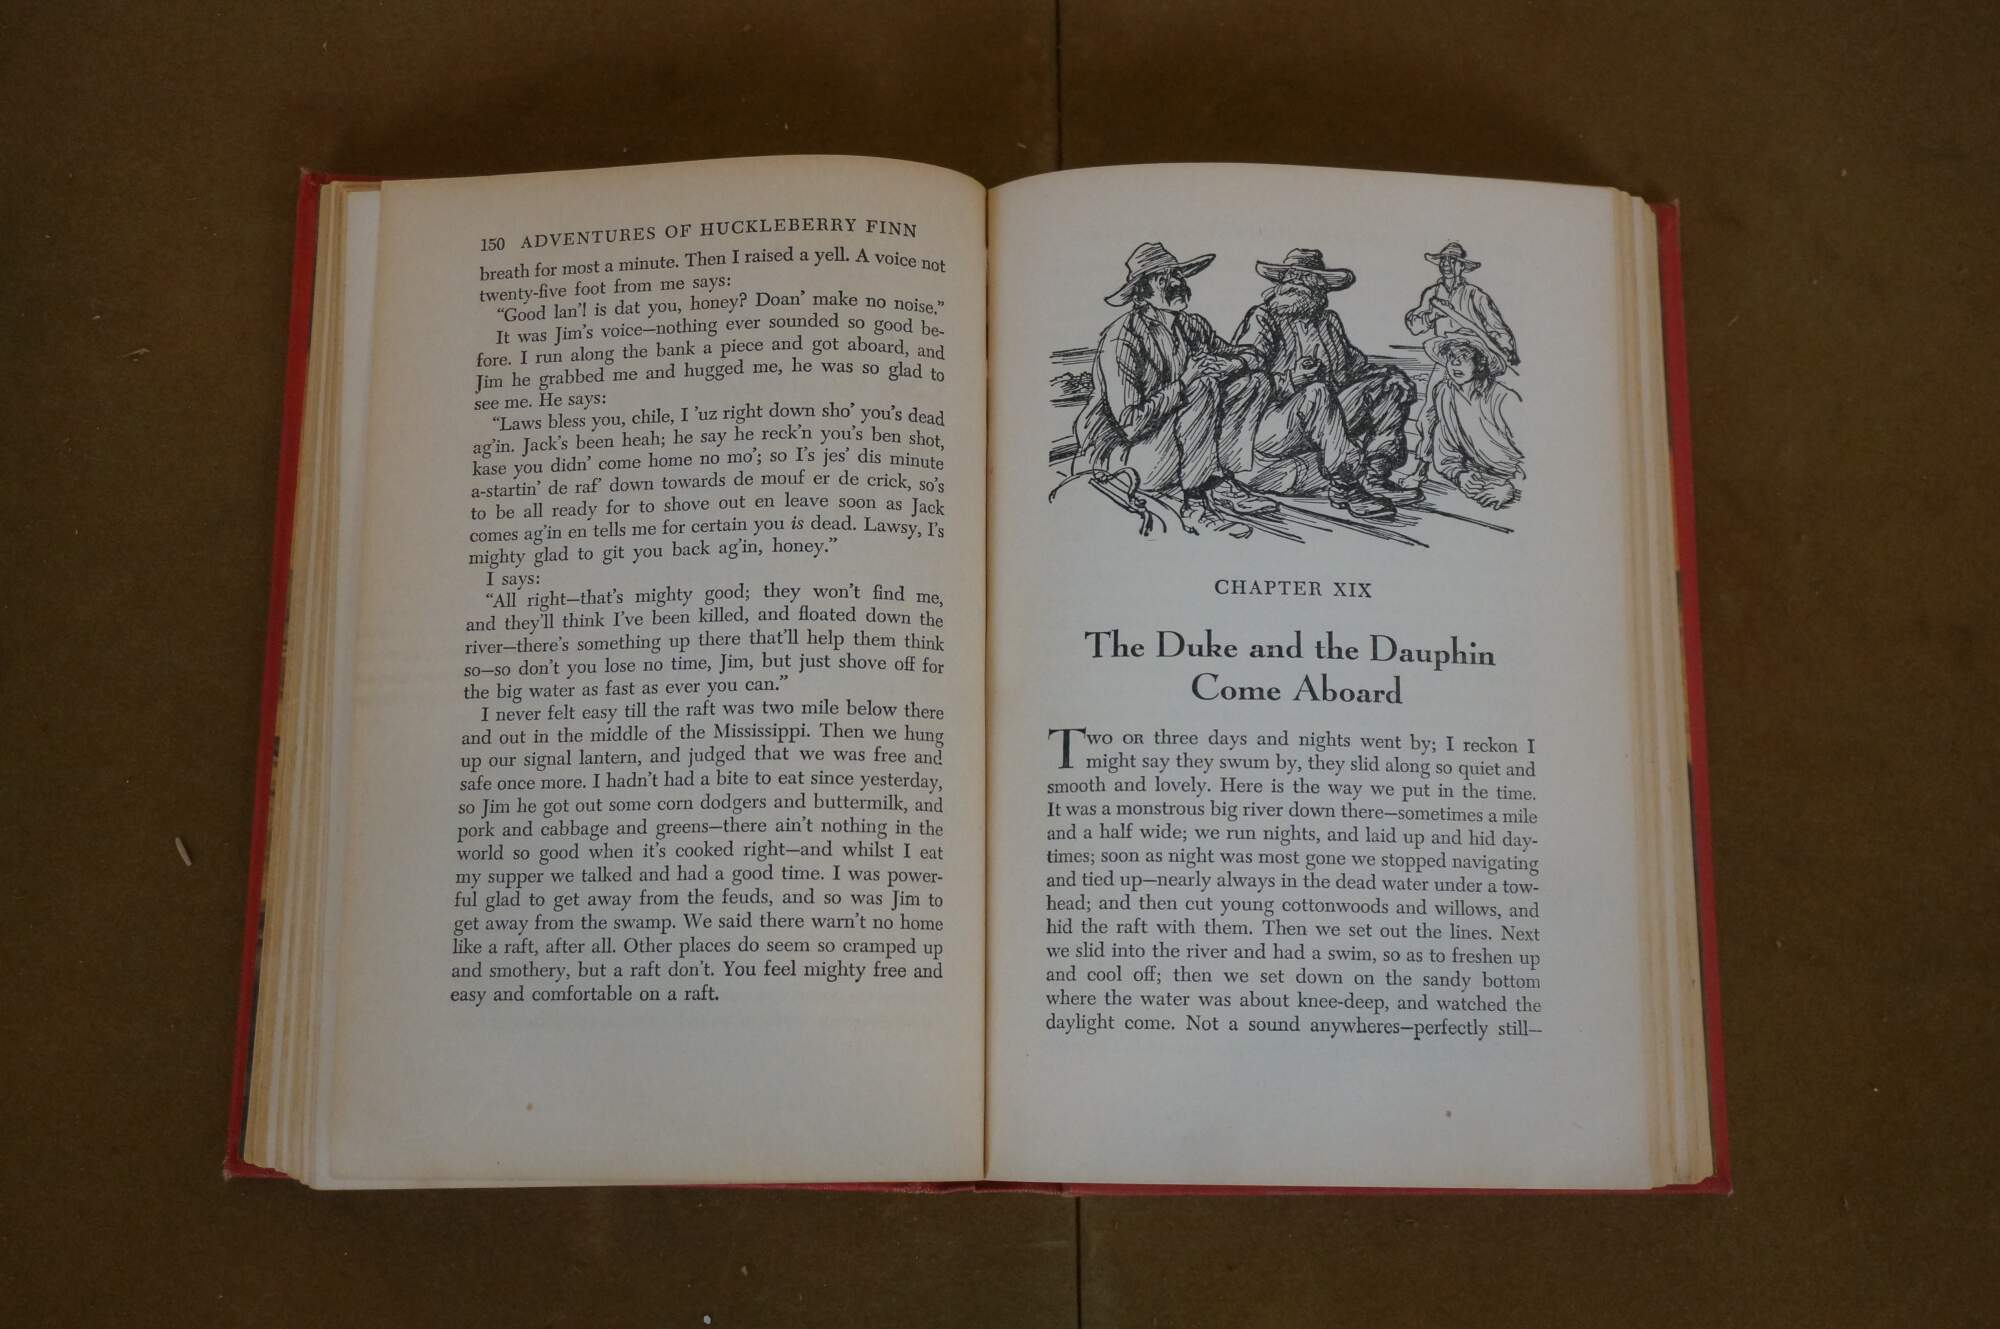 150 ADVENTURES OF HUCKLEBERRY FINN
breath for most a minute. Then I raised a yell. A voice not
twenty-five foot from me says:
“Good lan'! is dat you, honey? Doan' make no noise.”
It was Jim's voice—nothing ever sounded so good be-
fore. I run along the bank a piece and got aboard, and
Jim he grabbed me and hugged me, he was so glad to
see me. He says:
“Laws bless you, chile, I 'uz right down sho' you's dead
ag'in. Jack's been heah; he say he reck'n you's ben shot,
kase you didn' come home no mo'; so I's jes' dis minute
a-startin' de raf' down towards de mouf er de crick, so's
to be all ready for to shove out en leave soon as Jack
comes ag'in en tells me for certain you is dead. Lawsy, I's
mighty glad to git you back ag'in, honey.”
I says:
“All right—that's mighty good; they won't find me,
and they'll think I've been killed, and floated down the
river—there's something up there that'll help them think
so—so don't you lose no time, Jim, but just shove off for
the big water as fast as ever you can.”
I never felt easy till the raft was two mile below there
and out in the middle of the Mississippi. Then we hung
up our signal lantern, and judged that we was free and
safe once more. I hadn't had a bite to eat since yesterday,
so Jim he got out some corn dodgers and buttermilk, and
pork and cabbage and greens—there ain't nothing in the
world so good when it's cooked right—and whilst I eat
my supper we talked and had a good time. I was power-
ful glad to get away from the feuds, and so was Jim to
get away from the swamp. We said there warn't no home
like a raft, after all. Other places do seem so cramped up
and smothery, but a raft don't. You feel mighty free and
easy and comfortable on a raft.
CHAPTER XIX
The Duke and the Dauphin
Come Aboard
TWO OR three days and nights went by; I reckon I
might say they swum by, they slid along so quiet and
smooth and lovely. Here is the way we put in the time.
It was a monstrous big river down there—sometimes a mile
and a half wide; we run nights, and laid up and hid day-
times; soon as night was most gone we stopped navigating
and tied up—nearly always in the dead water under a tow-
head; and then cut young cottonwoods and willows, and
hid the raft with them. Then we set out the lines. Next
we slid into the river and had a swim, so as to freshen up
and cool off; then we set down on the sandy bottom
where the water was about knee-deep, and watched the
daylight come. Not a sound anywheres—perfectly still—